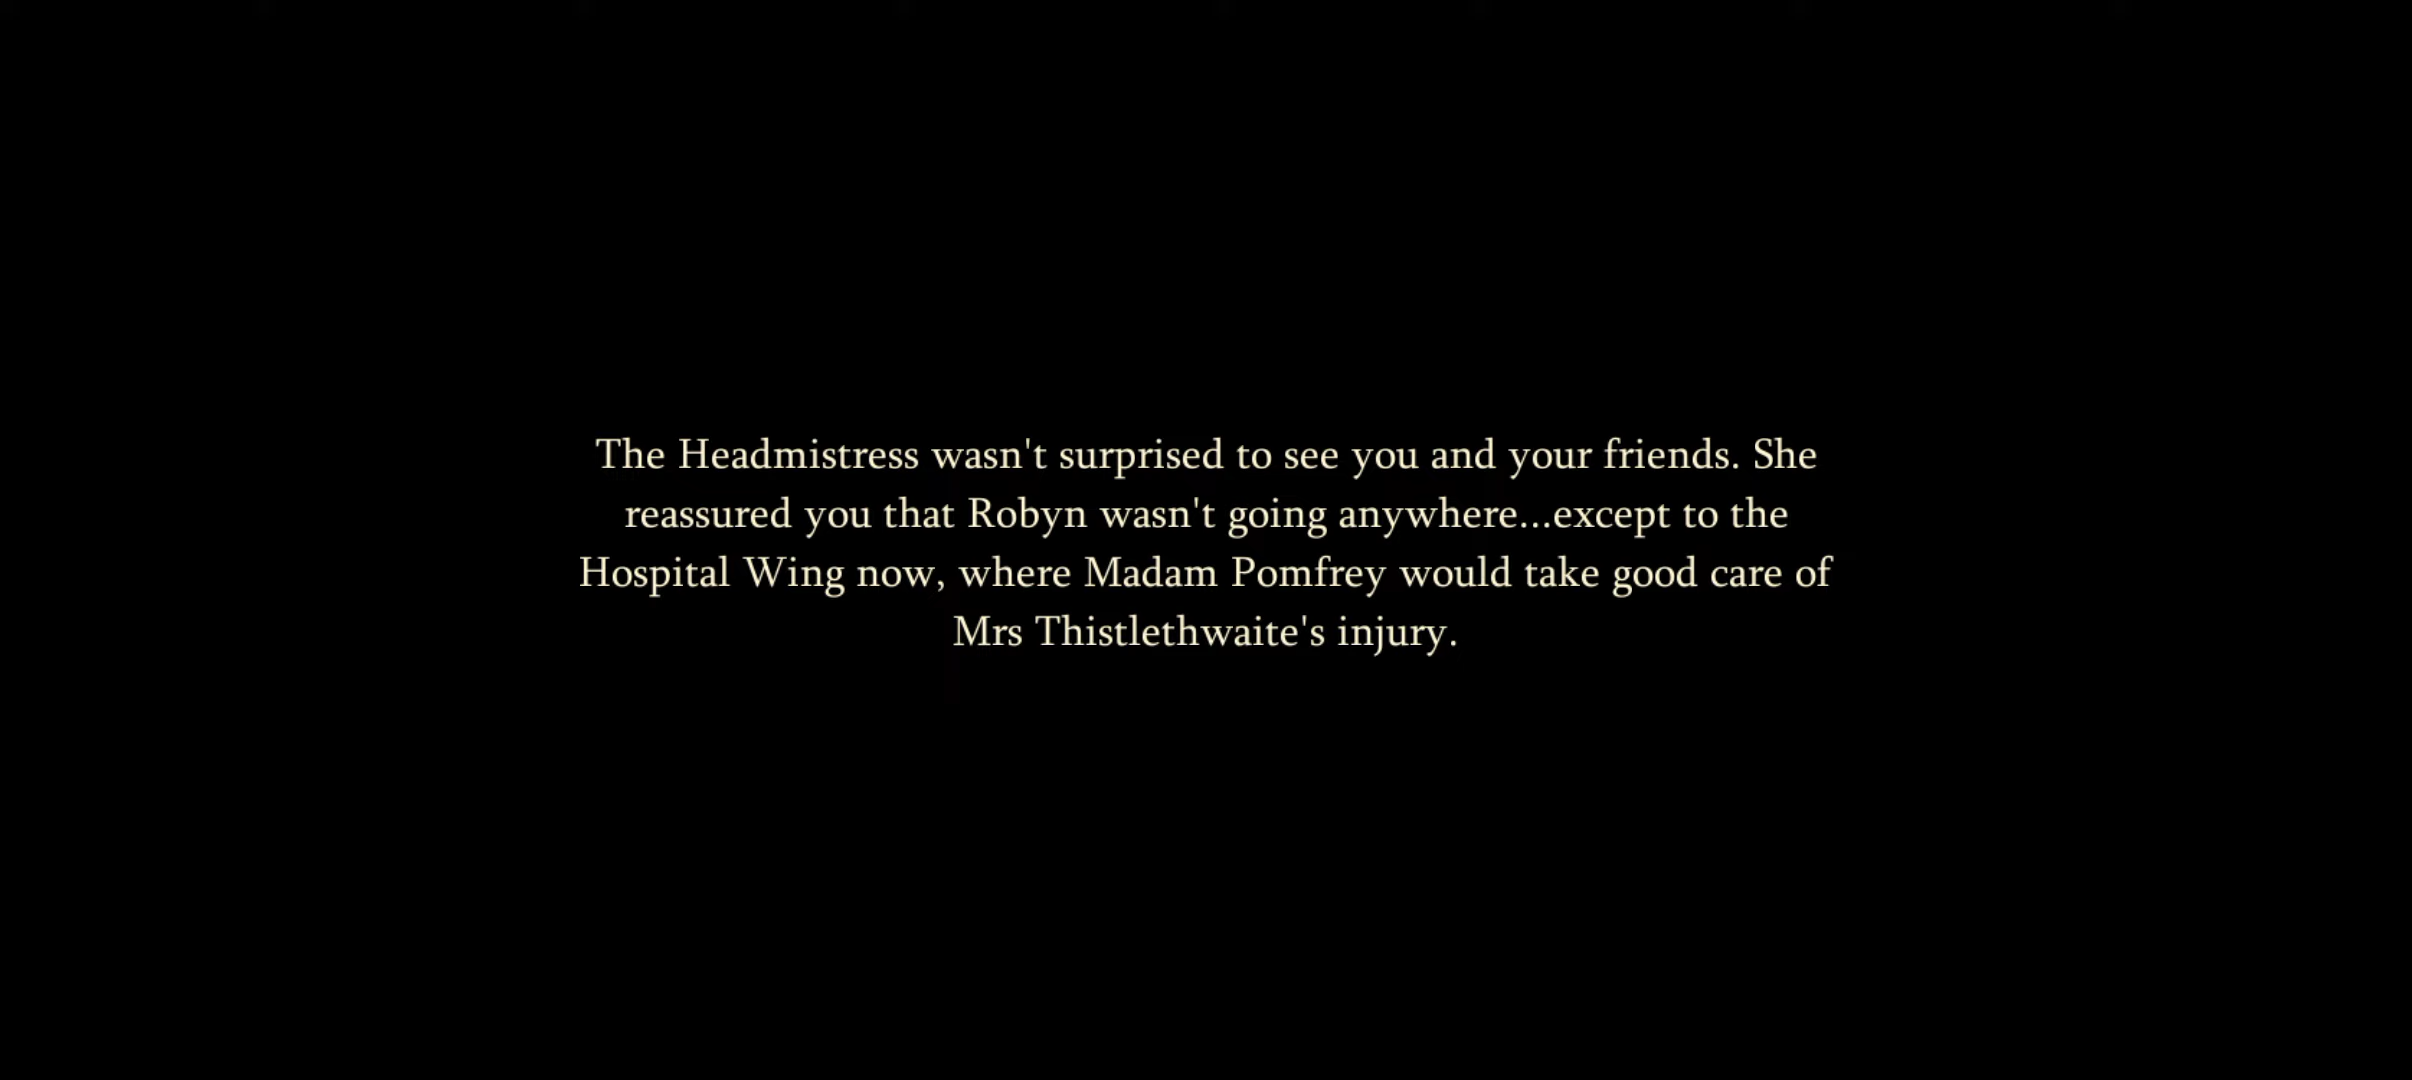 The Headmistress wasn't surprised to see you and your friends. She
reassured you that Robyn wasn't going anywhere...except to the
Hospital Wing now, where Madam Pomfrey would take good care of
Mrs Thistlethwaite's injury.